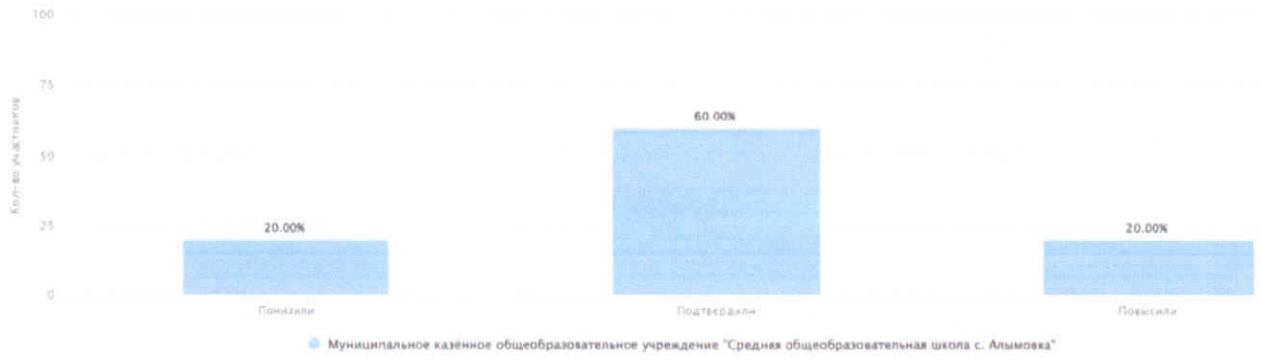 100
75
50
25
0
Кол-во участников
20.00%
60.00%
20.00%
Понизили
Подтвердили
Повысили
Муниципальное казённое общеобразовательное учреждение "Средняя общеобразовательная школа с. Алымовка"